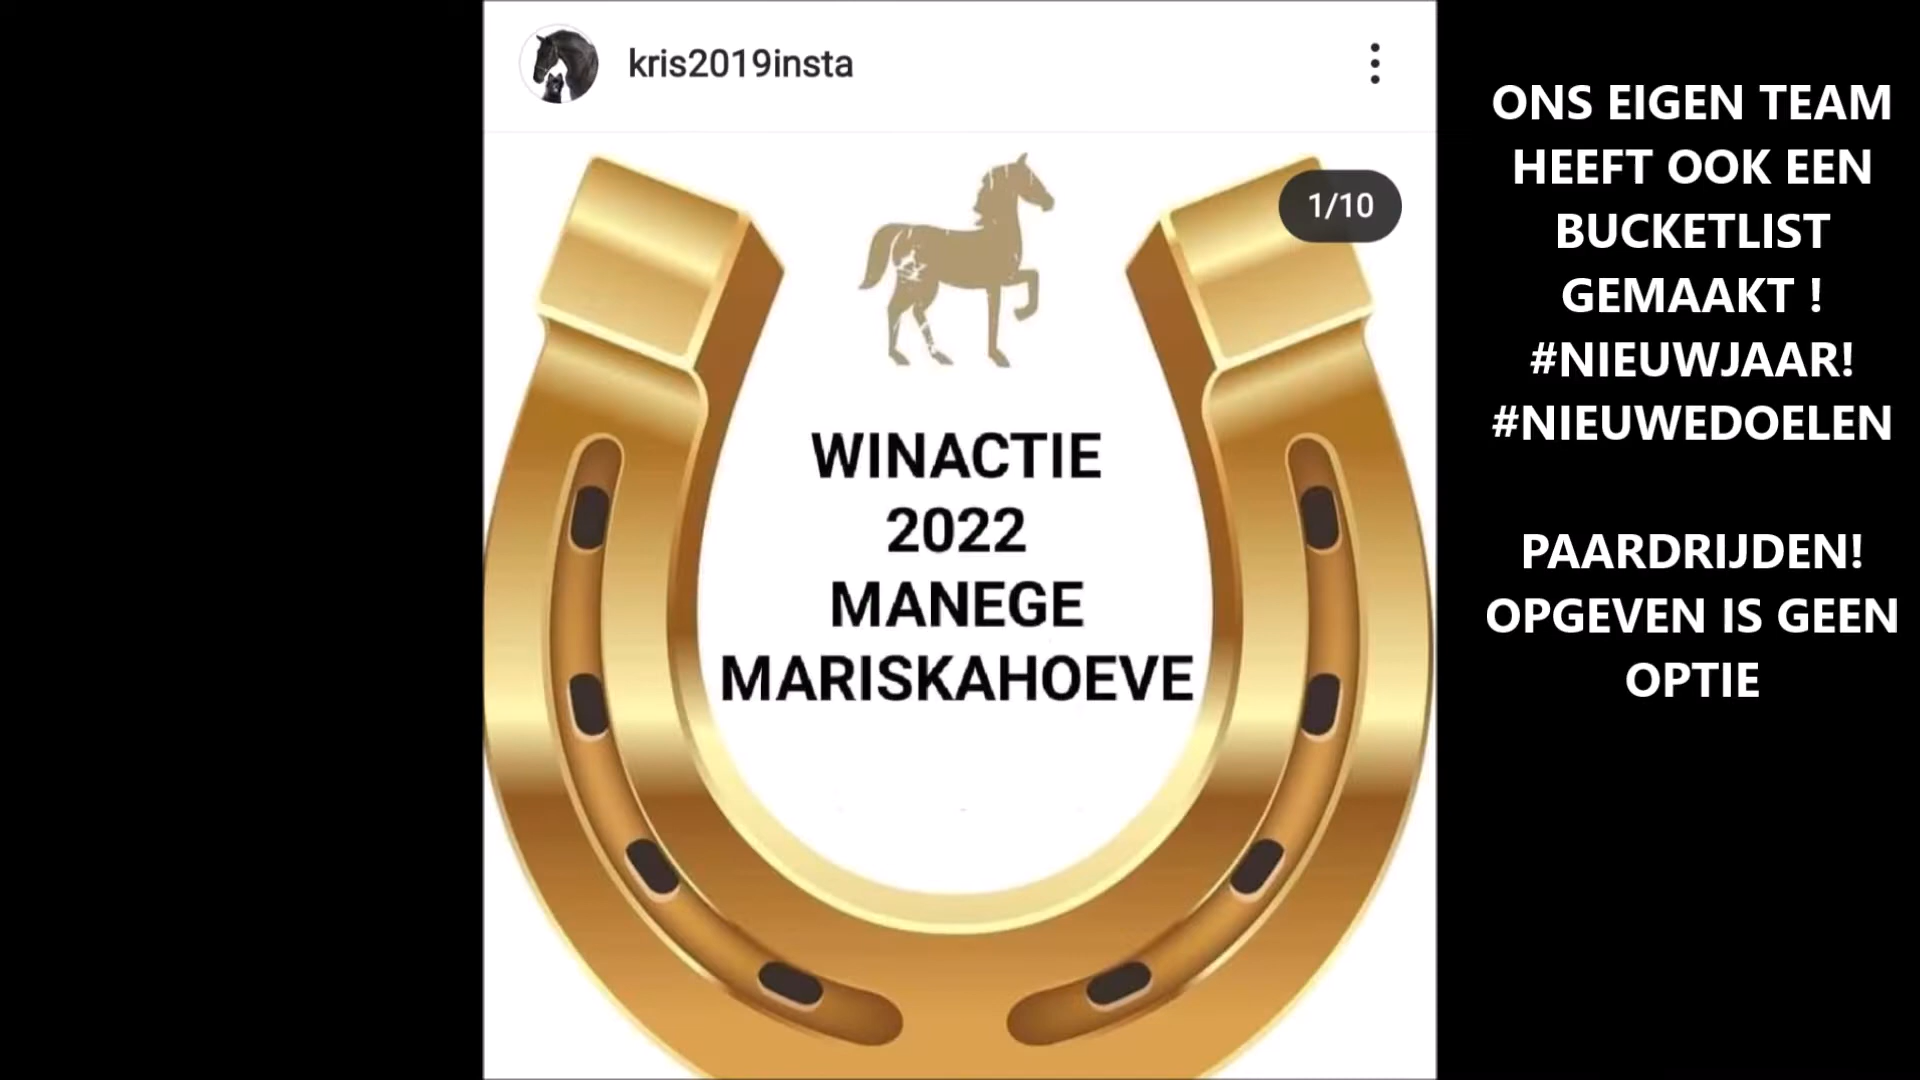 kris2019insta
1/10
WINACTIE
2022
MANEGE
MARISKAHOEVE
ONS EIGEN TEAM
HEEFT OOK EEN
BUCKETLIST
GEMAAKT !
#NIEUWJAAR!
#NIEUWEDOELEN
PAARDRIJDEN!
OPGEVEN IS GEEN
OPTIE